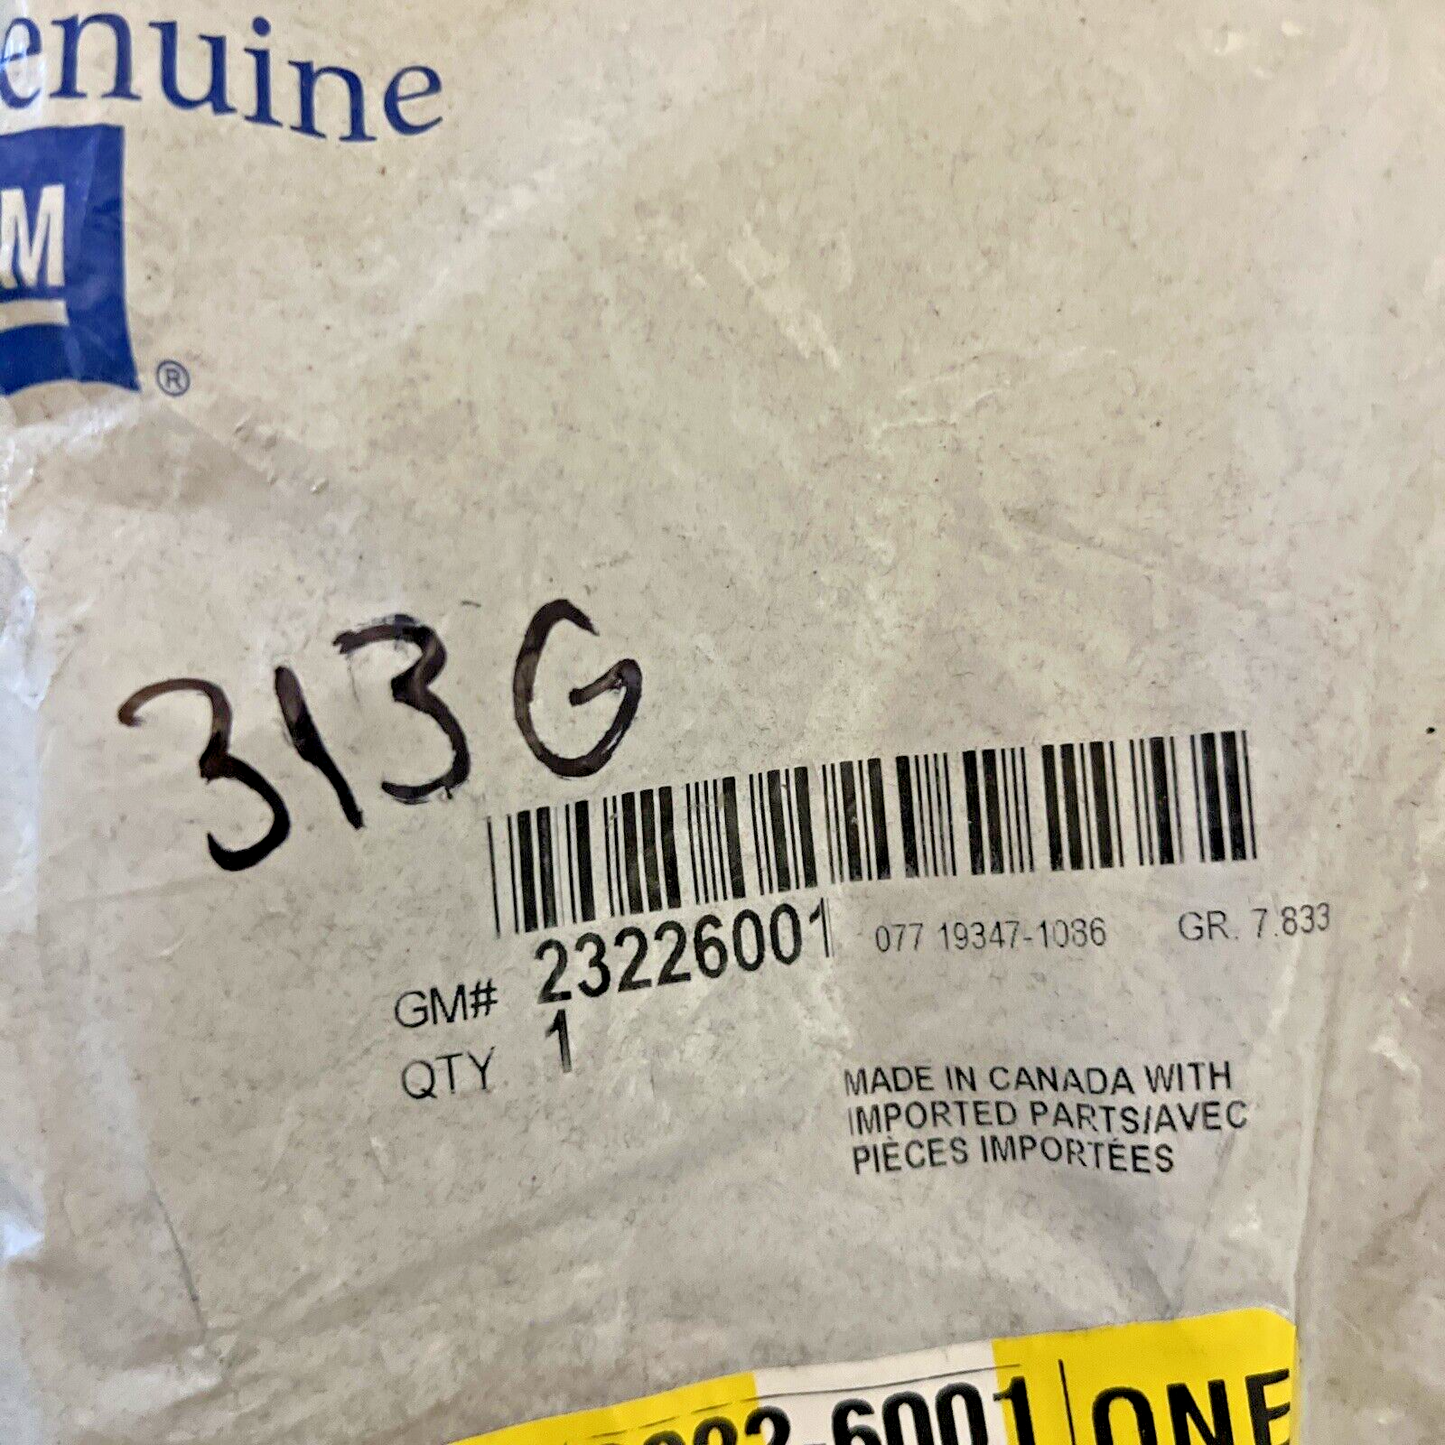 enuine
M
®
313G
GM# 23226001 077 19347-1086 GR. 7.833
QTY. 1
MADE IN CANADA WITH
IMPORTED PARTS/AVEC
PIÈCES IMPORTÉES
-6001 ONE